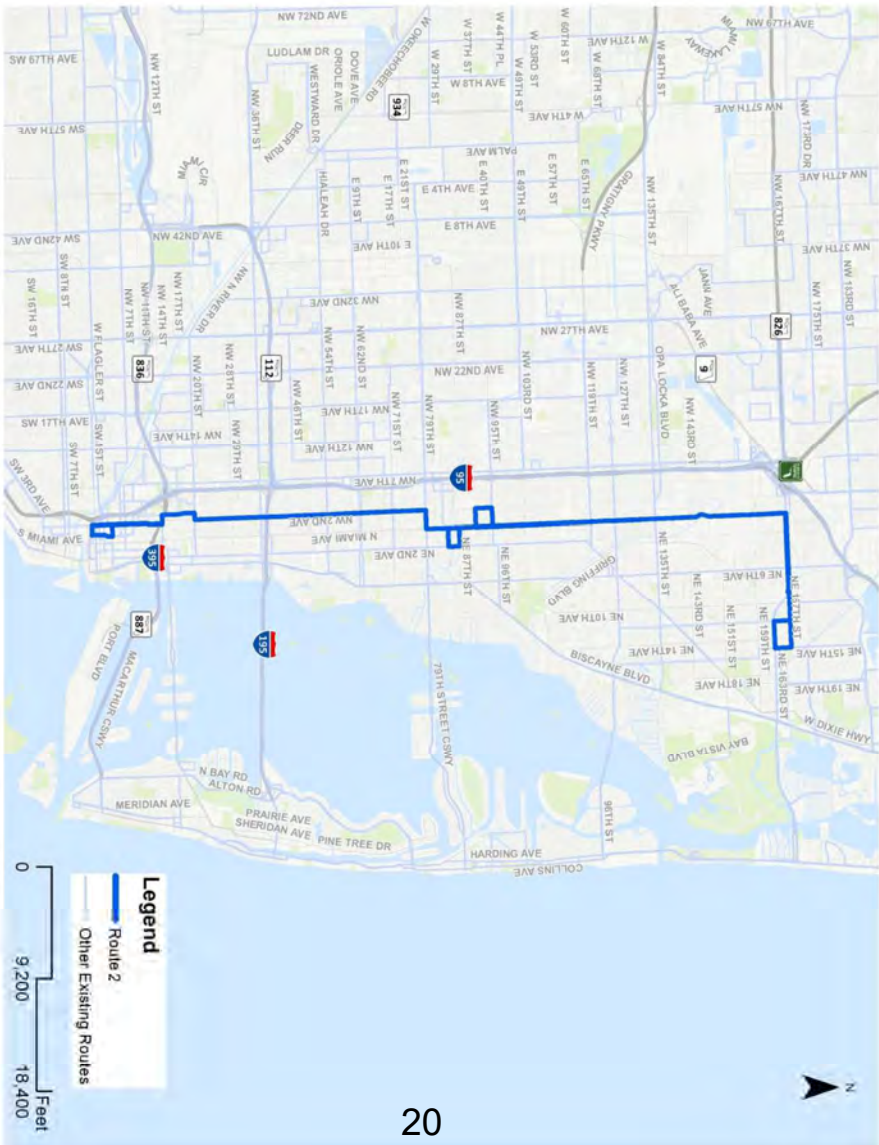 NW 72ND AVE
SW 67TH AVE
NW 12TH ST
LUDLAM DR
DOVE AVE
ORIOLE AVE
WESTWARD DR
W OKEECHOBEE RD
W 29TH ST
W 37TH ST
W 44TH PL
W 53RD ST
W 49TH ST
W 60TH ST
W 68TH ST
W 12TH AVE
W 84TH ST
MIAMI LAKEWAY
NW 67TH AVE
SW 57TH AVE
NW 36TH ST
DEER RUN
934
W 8TH AVE
W 4TH AVE
NW 57TH AVE
NW 173RD DR
PALM AVE
HIALEAH DR
E 9TH ST
E 17TH ST
E 21ST ST
E 4TH AVE
E 40TH ST
E 49TH ST
E 57TH ST
E 65TH ST
E 8TH AVE
E 10TH AVE
GRATIGNY PKWY
NW 135TH ST
NW 167TH ST
NW 47TH AVE
NW 37TH AVE
NW 183RD ST
NW 175TH ST
SW 42ND AVE
NW 42ND AVE
SW 8TH ST
SW 16TH ST
NW N RIVER DR
NW 17TH ST
NW 14TH ST
NW 11TH ST
NW 7TH ST
W FLAGLER ST
NW 32ND AVE
NW 87TH ST
NW 27TH AVE
JANN AVE
ALI BABA AVE
826
9
SW 27TH AVE
SW 22ND AVE
836
112
NW 20TH ST
NW 28TH ST
NW 54TH ST
NW 62ND ST
NW 22ND AVE
NW 103RD ST
NW 119TH ST
NW 127TH ST
OPA LOCKA BLVD
NW 143RD ST
SW 17TH AVE
SW 1ST ST
SW 7TH ST
NW 14TH AVE
NW 29TH ST
NW 46TH ST
NW 17TH AVE
NW 12TH AVE
NW 71ST ST
NW 79TH ST
NW 95TH ST
SW 3RD AVE
NW 7TH AVE
95
S MIAMI AVE
NW 2ND AVE
N MIAMI AVE
NE 2ND AVE
NE 87TH ST
NE 96TH ST
GRIFFING BLVD
NE 135TH ST
NE 6TH AVE
NE 157TH ST
395
195
887
PORT BLVD
MACARTHUR CSWY
79TH STREET CSWY
NE 10TH AVE
NE 14TH AVE
NE 143RD ST
NE 151ST ST
NE 159TH ST
NE 163RD ST
NE 15TH AVE
NE 18TH AVE
NE 19TH AVE
BISCAYNE BLVD
W DIXIE HWY
BAY VISTA BLVD
N BAY RD
ALTON RD
MERIDIAN AVE
PRAIRIE AVE
SHERIDAN AVE
PINE TREE DR
96TH ST
HARDING AVE
COLLINS AVE
Legend
Route 2
Other Existing Routes
0 9,200 18,400
Feet
N
20